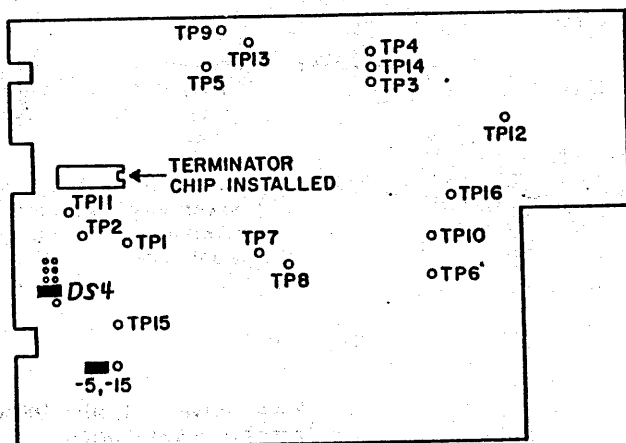 TP9
TP13
TP5
TP4
TP14
TP3
TP12
TERMINATOR
CHIP INSTALLED
TP16
TP11
TP2
TP1
TP7
TP8
TP10
TP6
DS4
TP15
-5,-15